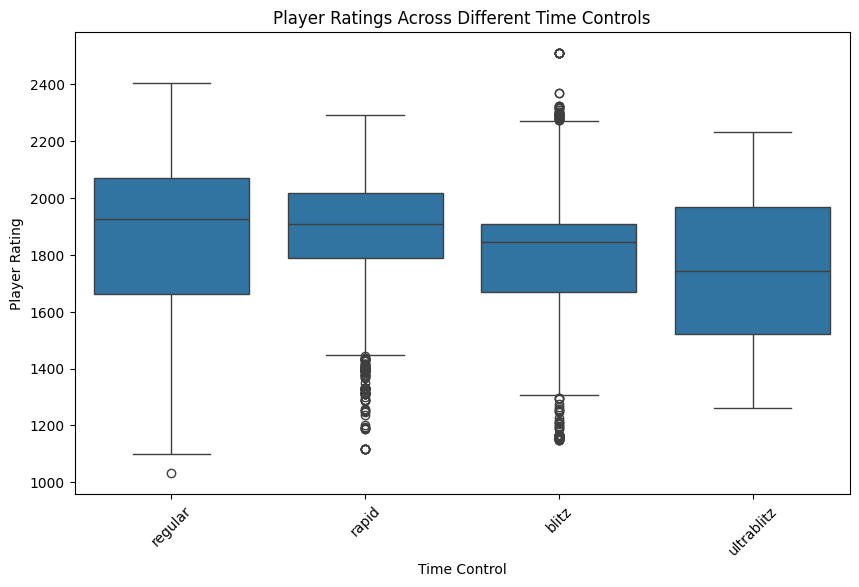 Player Ratings Across Different Time Controls
Player Rating
2400
2200
2000
1800
1600
1400
1200
1000
regular
rapid
blitz
ultrablitz
Time Control